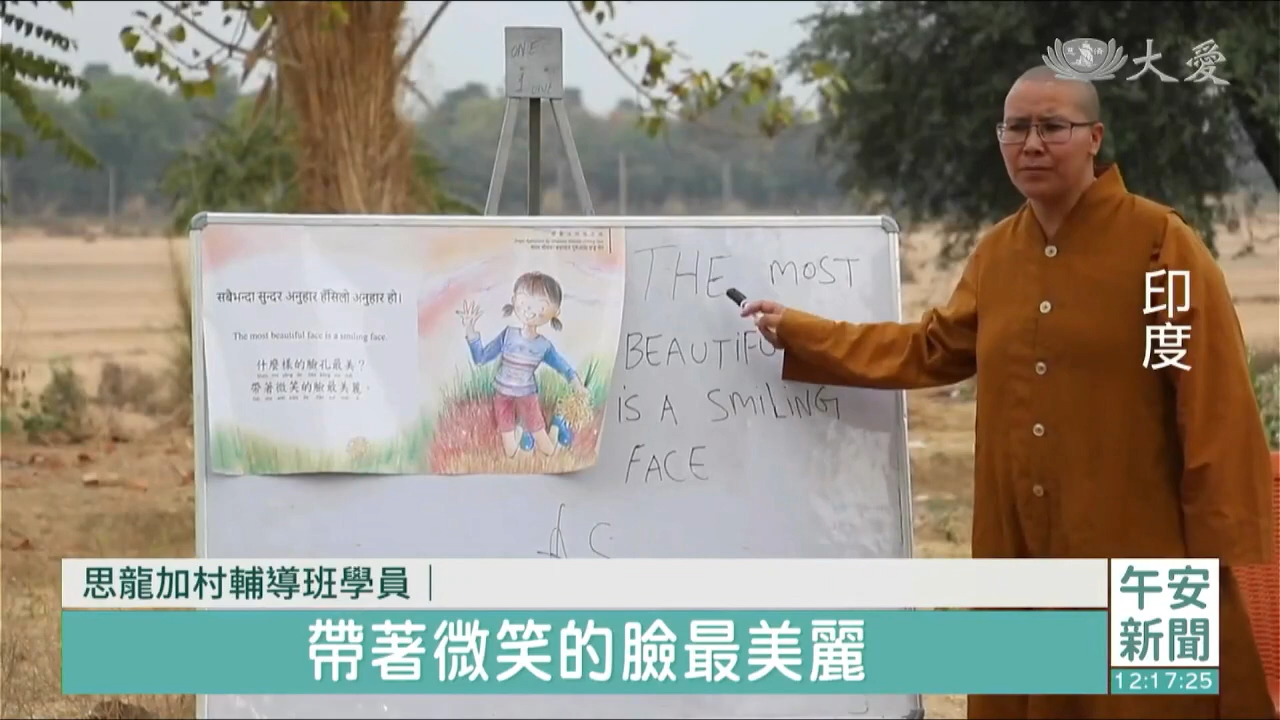 ONE
大愛
印度
सबैभन्दा सुन्दर अनुहार हँसिलो अनुहार हो।
The most beautiful face is a smiling face.
什麼樣的臉孔最美？
帶著微笑的臉最美麗。
THE MOST
BEAUTIFU
IS A SMILING
FACE
思龍加村輔導班學員
帶著微笑的臉最美麗
午安
新聞
12:17:25